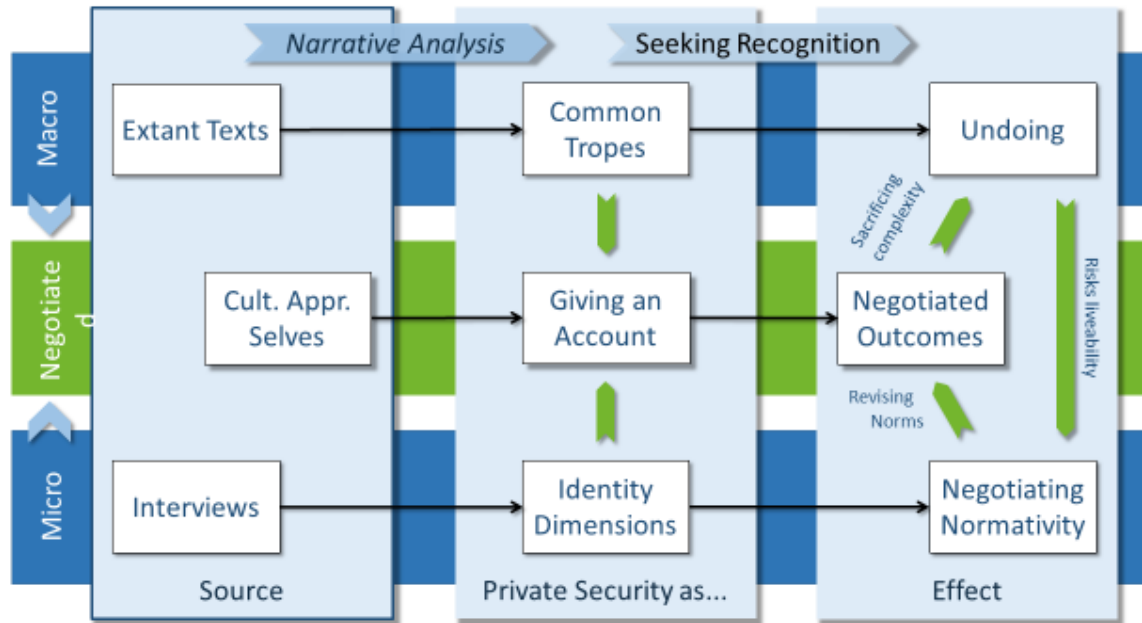 Narrative Analysis
Seeking Recognition
Macro
Extant Texts
Common
Tropes
Undoing
Sacrificing
complexity
Risks liveability
Negotiate
d
Cult. Appr.
Selves
Giving an
Account
Negotiated
Outcomes
Revising
Norms
Micro
Interviews
Identity
Dimensions
Negotiating
Normativity
Source
Private Security as...
Effect